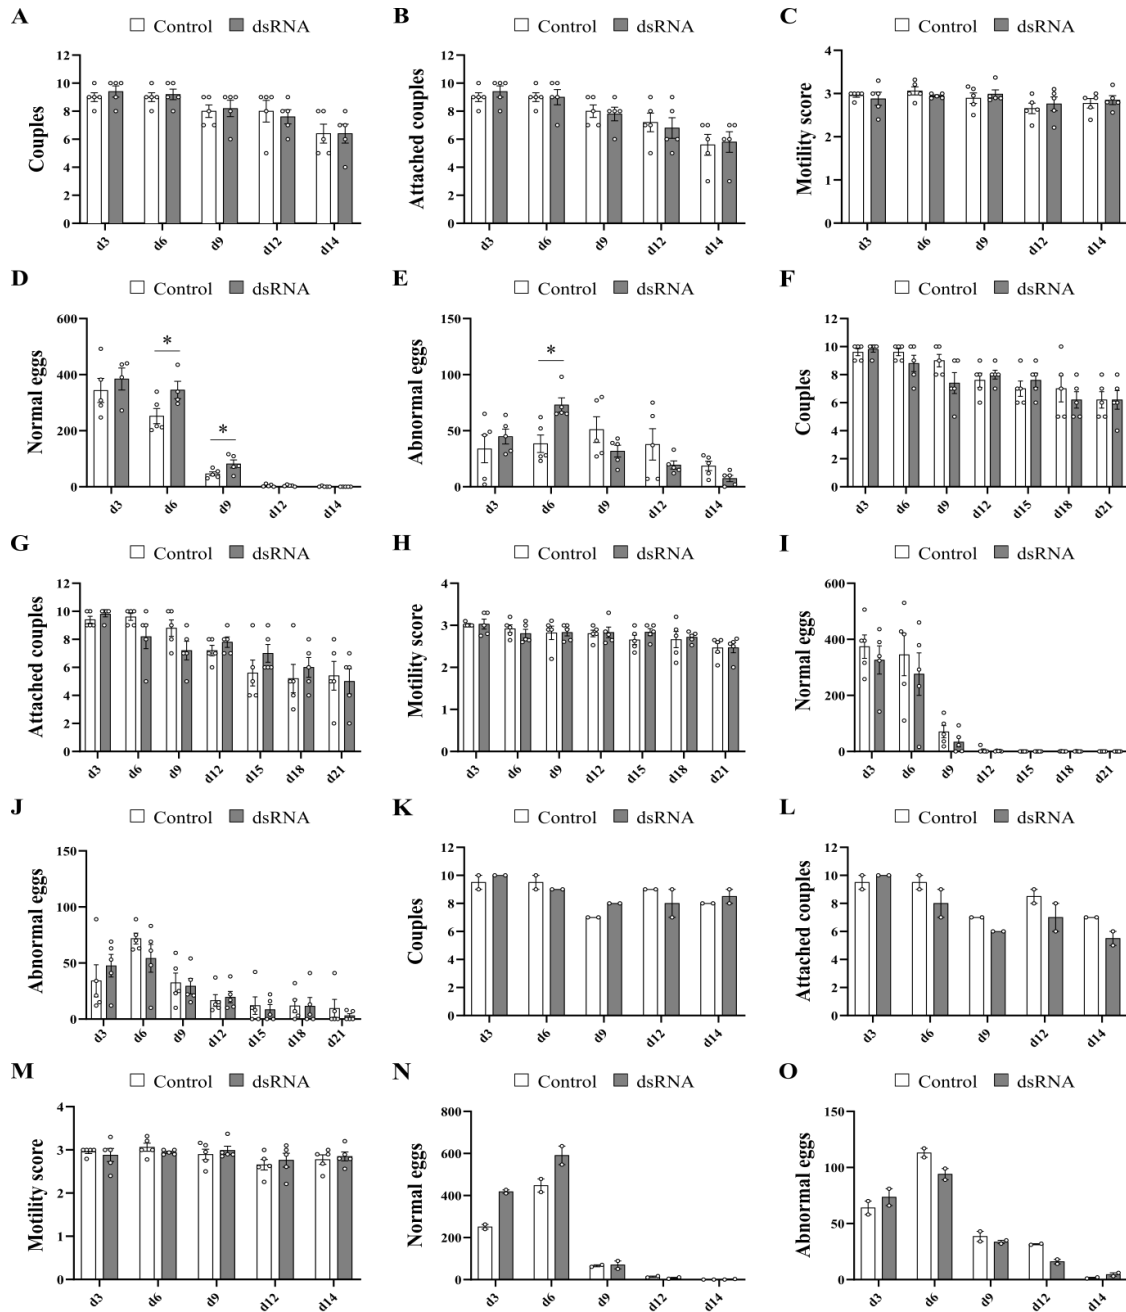 A
Control dsRNA
Couples
12
10
8
6
4
2
0
d3 d6 d9 d12 d14
B
Control dsRNA
Attached couples
12
10
8
6
4
2
0
d3 d6 d9 d12 d14
C
Control dsRNA
Motility score
4
3
2
1
0
d3 d6 d9 d12 d14
D
Control dsRNA
Normal eggs
600
400
200
0
* *
d3 d6 d9 d12 d14
E
Control dsRNA
Abnormal eggs
150
100
50
0
*
d3 d6 d9 d12 d14
F
Control dsRNA
Couples
12
10
8
6
4
2
0
d3 d6 d9 d12 d15 d18 d21
G
Control dsRNA
Attached couples
12
10
8
6
4
2
0
d3 d6 d9 d12 d15 d18 d21
H
Control dsRNA
Motility score
4
3
2
1
0
d3 d6 d9 d12 d15 d18 d21
I
Control dsRNA
Normal eggs
600
400
200
0
d3 d6 d9 d12 d15 d18 d21
J
Control dsRNA
Abnormal eggs
150
100
50
0
d3 d6 d9 d12 d15 d18 d21
K
Control dsRNA
Couples
12
10
8
6
4
2
0
d3 d6 d9 d12 d14
L
Control dsRNA
Attached couples
12
10
8
6
4
2
0
d3 d6 d9 d12 d14
M
Control dsRNA
Motility score
4
3
2
1
0
d3 d6 d9 d12 d14
N
Control dsRNA
Normal eggs
800
600
400
200
0
d3 d6 d9 d12 d14
O
Control dsRNA
Abnormal eggs
150
100
50
0
d3 d6 d9 d12 d14